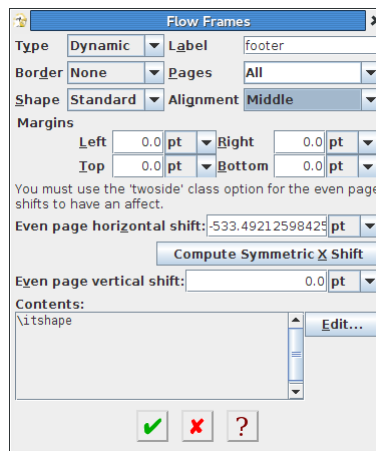 Flow Frames
Type Dynamic Label footer
Border None Pages All
Shape Standard Alignment Middle
Margins
Left 0.0 pt Right 0.0 pt
Top 0.0 pt Bottom 0.0 pt
You must use the 'twoside' class option for the even page
shifts to have an affect.
Even page horizontal shift: -533.49212598425 pt
Compute Symmetric X Shift
Even page vertical shift: 0.0 pt
Contents:
\itshape
Edit...
?